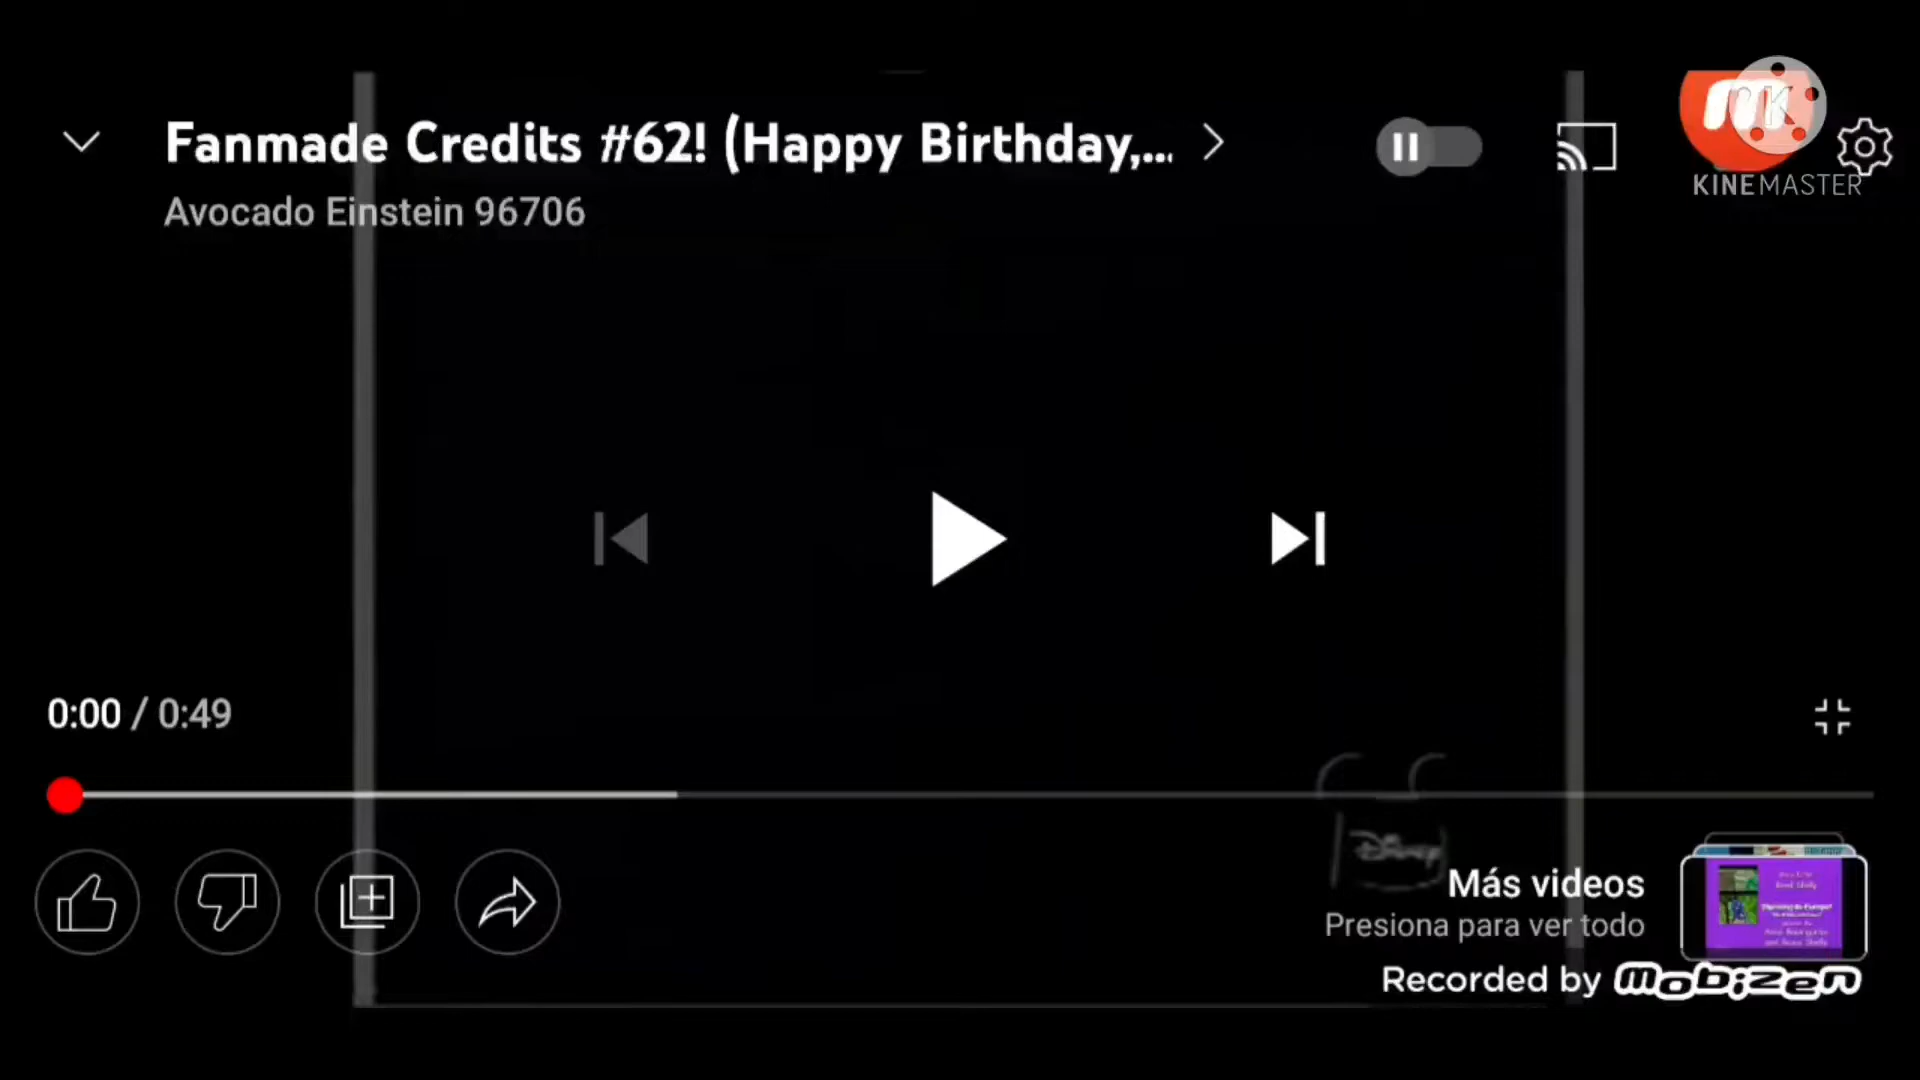 Fanmade Credits #62! (Happy Birthday,...
Avocado Einstein 96706
KINEMASTER
0:00 / 0:49
Disney
Más videos
Presiona para ver todo
Recorded by mobizen